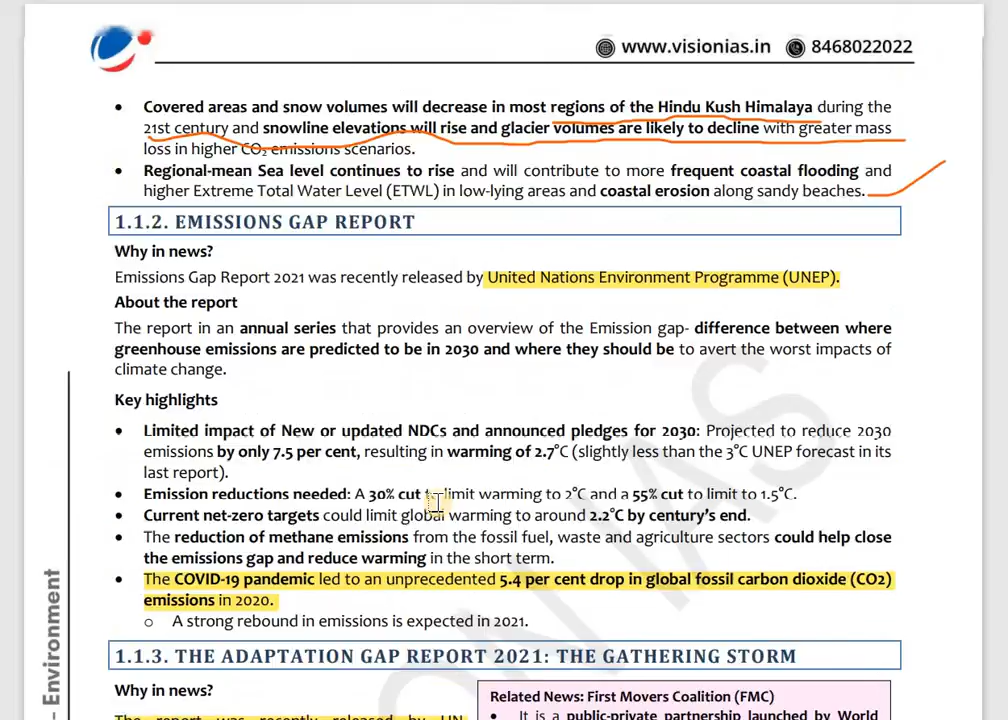 www.visionias.in 8468022022
• Covered areas and snow volumes will decrease in most regions of the Hindu Kush Himalaya during the
21st century and snowline elevations will rise and glacier volumes are likely to decline with greater mass
loss in higher CO₂ emissions scenarios.
• Regional-mean Sea level continues to rise and will contribute to more frequent coastal flooding and
higher Extreme Total Water Level (ETWL) in low-lying areas and coastal erosion along sandy beaches.
1.1.2. EMISSIONS GAP REPORT
Why in news?
Emissions Gap Report 2021 was recently released by United Nations Environment Programme (UNEP).
About the report
The report in an annual series that provides an overview of the Emission gap- difference between where
greenhouse emissions are predicted to be in 2030 and where they should be to avert the worst impacts of
climate change.
Key highlights
• Limited impact of New or updated NDCs and announced pledges for 2030: Projected to reduce 2030
emissions by only 7.5 per cent, resulting in warming of 2.7°C (slightly less than the 3°C UNEP forecast in its
last report).
• Emission reductions needed: A 30% cut to limit warming to 2°C and a 55% cut to limit to 1.5°C.
• Current net-zero targets could limit global warming to around 2.2°C by century's end.
• The reduction of methane emissions from the fossil fuel, waste and agriculture sectors could help close
the emissions gap and reduce warming in the short term.
• The COVID-19 pandemic led to an unprecedented 5.4 per cent drop in global fossil carbon dioxide (CO2)
emissions in 2020.
o A strong rebound in emissions is expected in 2021.
1.1.3. THE ADAPTATION GAP REPORT 2021: THE GATHERING STORM
Why in news?
The report was recently released by UN
Related News: First Movers Coalition (FMC)
• It is a public-private partnership launched by World
- Environment
ON IAS